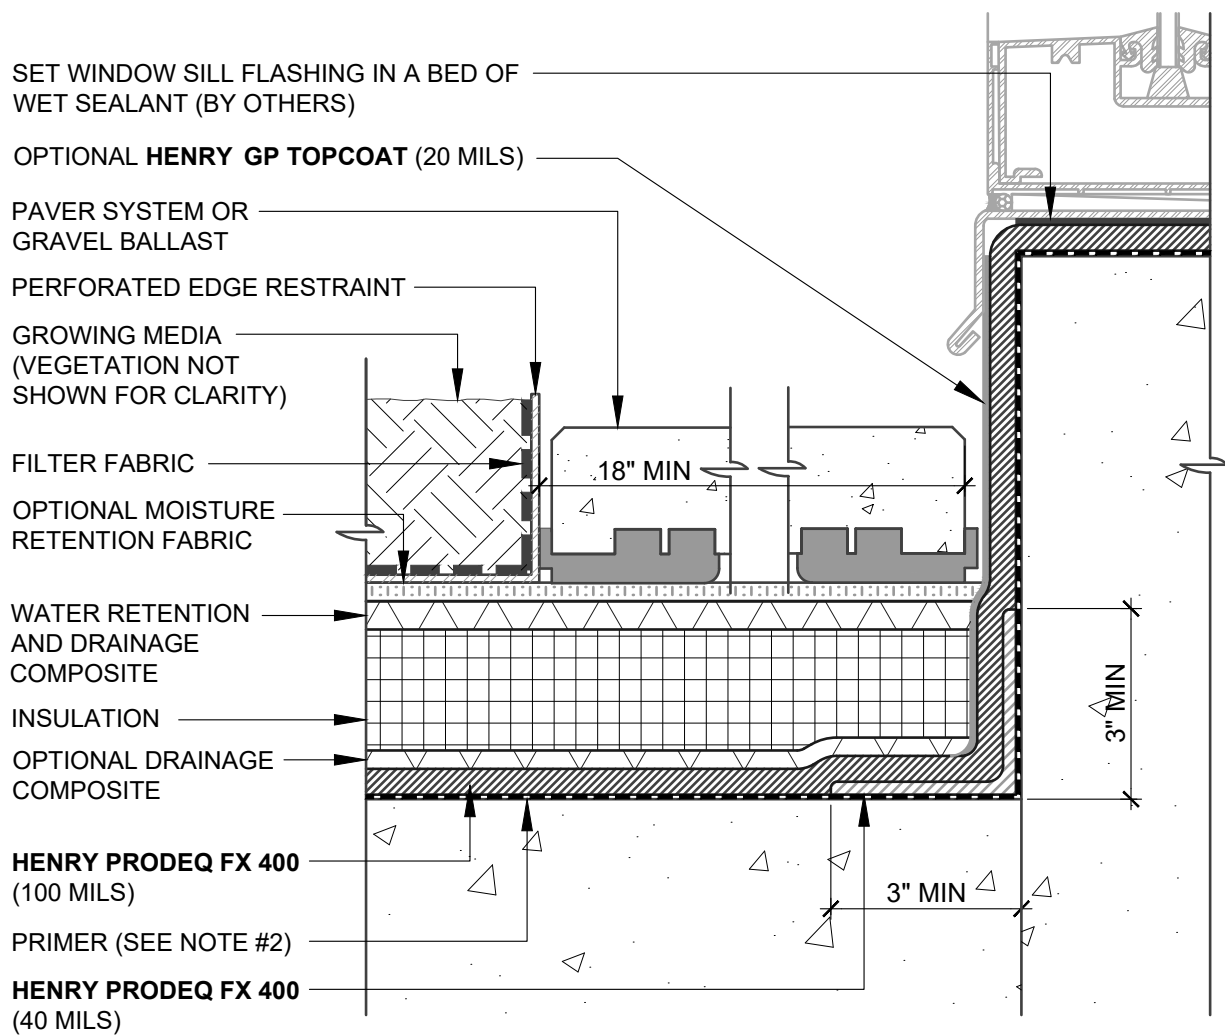 SET WINDOW SILL FLASHING IN A BED OF
WET SEALANT (BY OTHERS)
OPTIONAL HENRY GP TOPCOAT (20 MILS)
PAVER SYSTEM OR
GRAVEL BALLAST
PERFORATED EDGE RESTRAINT
GROWING MEDIA
(VEGETATION NOT
SHOWN FOR CLARITY)
FILTER FABRIC
18" MIN
OPTIONAL MOISTURE
RETENTION FABRIC
WATER RETENTION
AND DRAINAGE
COMPOSITE
3" MIN
INSULATION
OPTIONAL DRAINAGE
COMPOSITE
HENRY PRODEQ FX 400
(100 MILS)
3" MIN
PRIMER (SEE NOTE #2)
HENRY PRODEQ FX 400
(40 MILS)